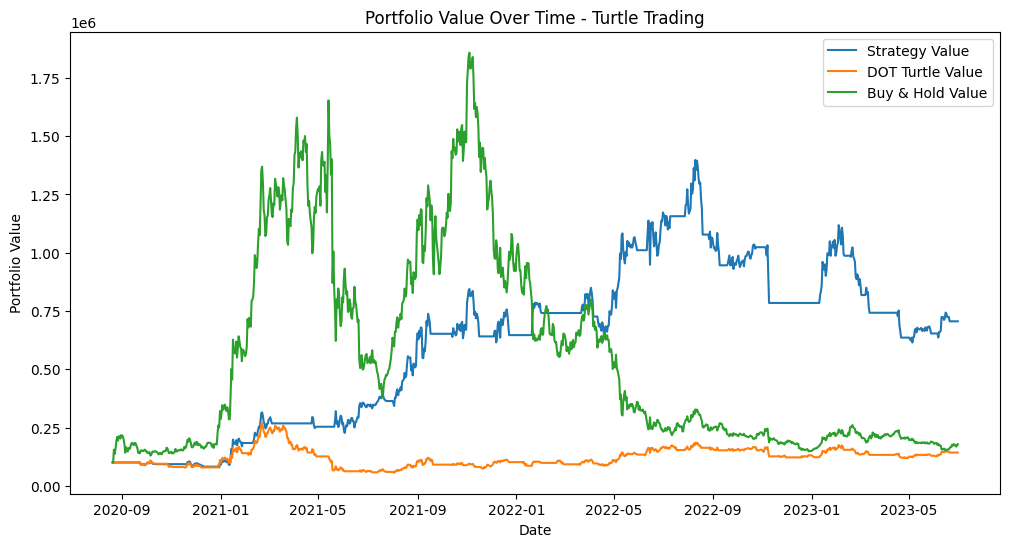 Portfolio Value Over Time - Turtle Trading
1e6
Strategy Value
DOT Turtle Value
Buy & Hold Value
1.75
1.50
1.25
1.00
0.75
0.50
0.25
0.00
Portfolio Value
2020-09 2021-01 2021-05 2021-09 2022-01 2022-05 2022-09 2023-01 2023-05
Date